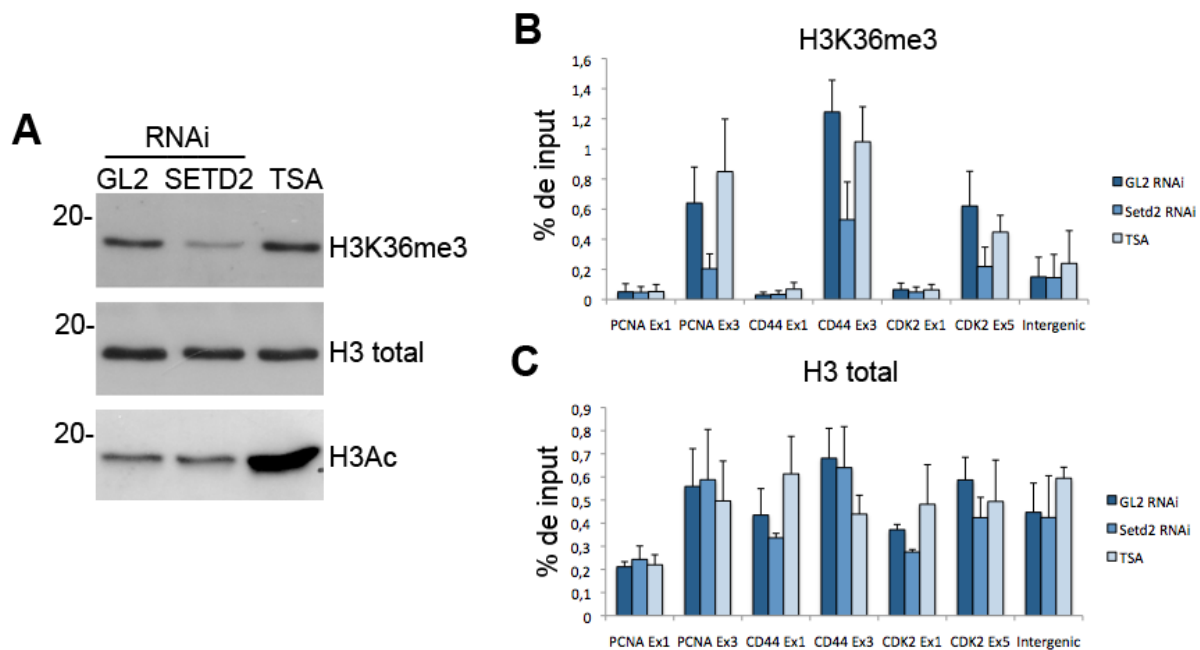 A
RNAi
GL2 SETD2 TSA
20-
H3K36me3
20-
H3 total
20-
H3Ac
B
H3K36me3
% de input
1,6
1,4
1,2
1
0,8
0,6
0,4
0,2
0
PCNA Ex1 PCNA Ex3 CD44 Ex1 CD44 Ex3 CDK2 Ex1 CDK2 Ex5 Intergenic
GL2 RNAi
Setd2 RNAi
TSA
C
H3 total
% de input
0,9
0,8
0,7
0,6
0,5
0,4
0,3
0,2
0,1
0
PCNA Ex1 PCNA Ex3 CD44 Ex1 CD44 Ex3 CDK2 Ex1 CDK2 Ex5 Intergenic
GL2 RNAi
Setd2 RNAi
TSA